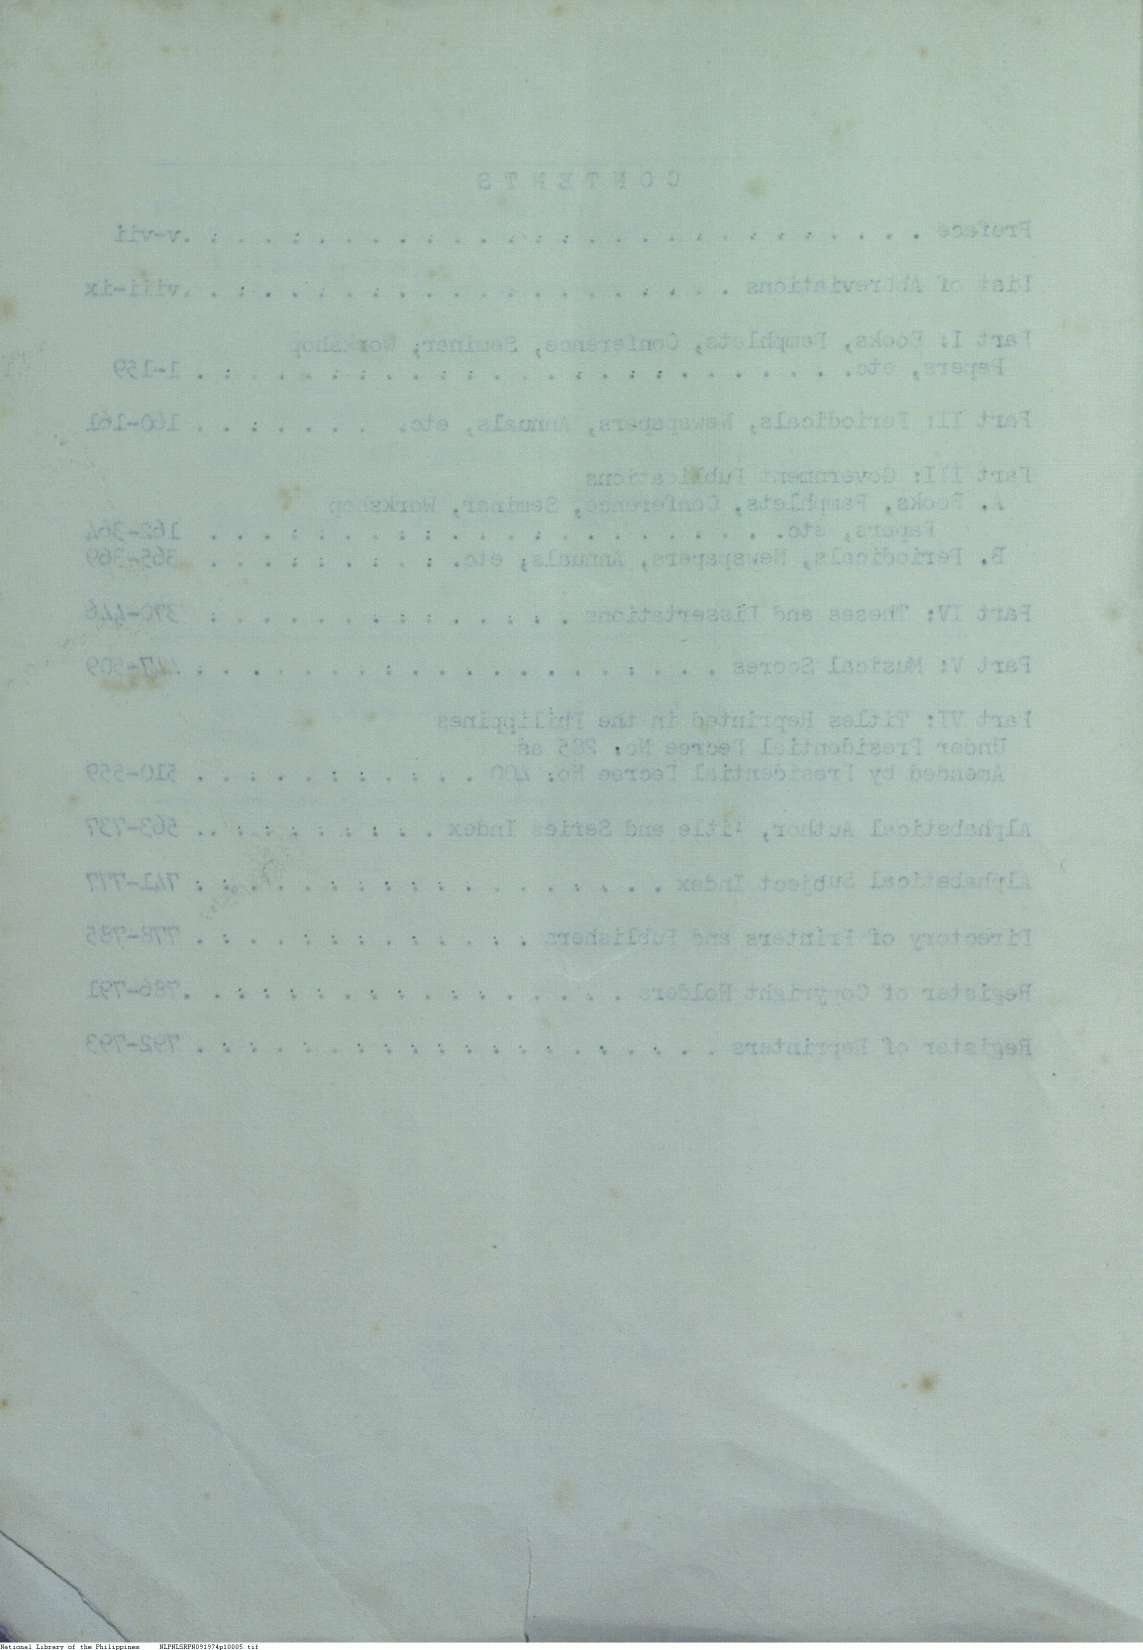 CONTENTS
Preface . . . . . . . . . . . . . . . . . . . . . . . . . . . .v-vii
List of Abbreviations . . . . . . . . . . . . . . . . . . . . .viii-ix
Part I: Books, Pamphlets, Conference, Seminar, Workshop
Papers, etc. . . . . . . . . . . . . . . . . . . . . . . . . 1-159
Part II: Periodicals, Newspapers, Annuals, etc. . . . . . . . 160-161
Part III: Government Publications
A. Books, Pamphlets, Conference, Seminar, Workshop
Papers, etc. . . . . . . . . . . . . . . . . . . . . . 162-364
B. Periodicals, Newspapers, Annuals, etc. . . . . . . . . . 365-369
Part IV: Theses and Dissertations . . . . . . . . . . . . . . 370-446
Part V: Musical Scores . . . . . . . . . . . . . . . . . . . . 447-509
Part VI: Titles Reprinted in the Philippines
Under Presidential Decree No. 285 as
Amended by Presidential Decree No. 400 . . . . . . . . . . . 510-559
Alphabetical Author, Title and Series Index . . . . . . . . . . 563-737
Alphabetical Subject Index . . . . . . . . . . . . . . . . . . 741-777
Directory of Printers and Publishers . . . . . . . . . . . . . 778-785
Register of Copyright Holders . . . . . . . . . . . . . . . . .786-791
Register of Reprinters . . . . . . . . . . . . . . . . . . . . 792-793
National Library of the Philippines NLPNLSRPN091974p10005.tif